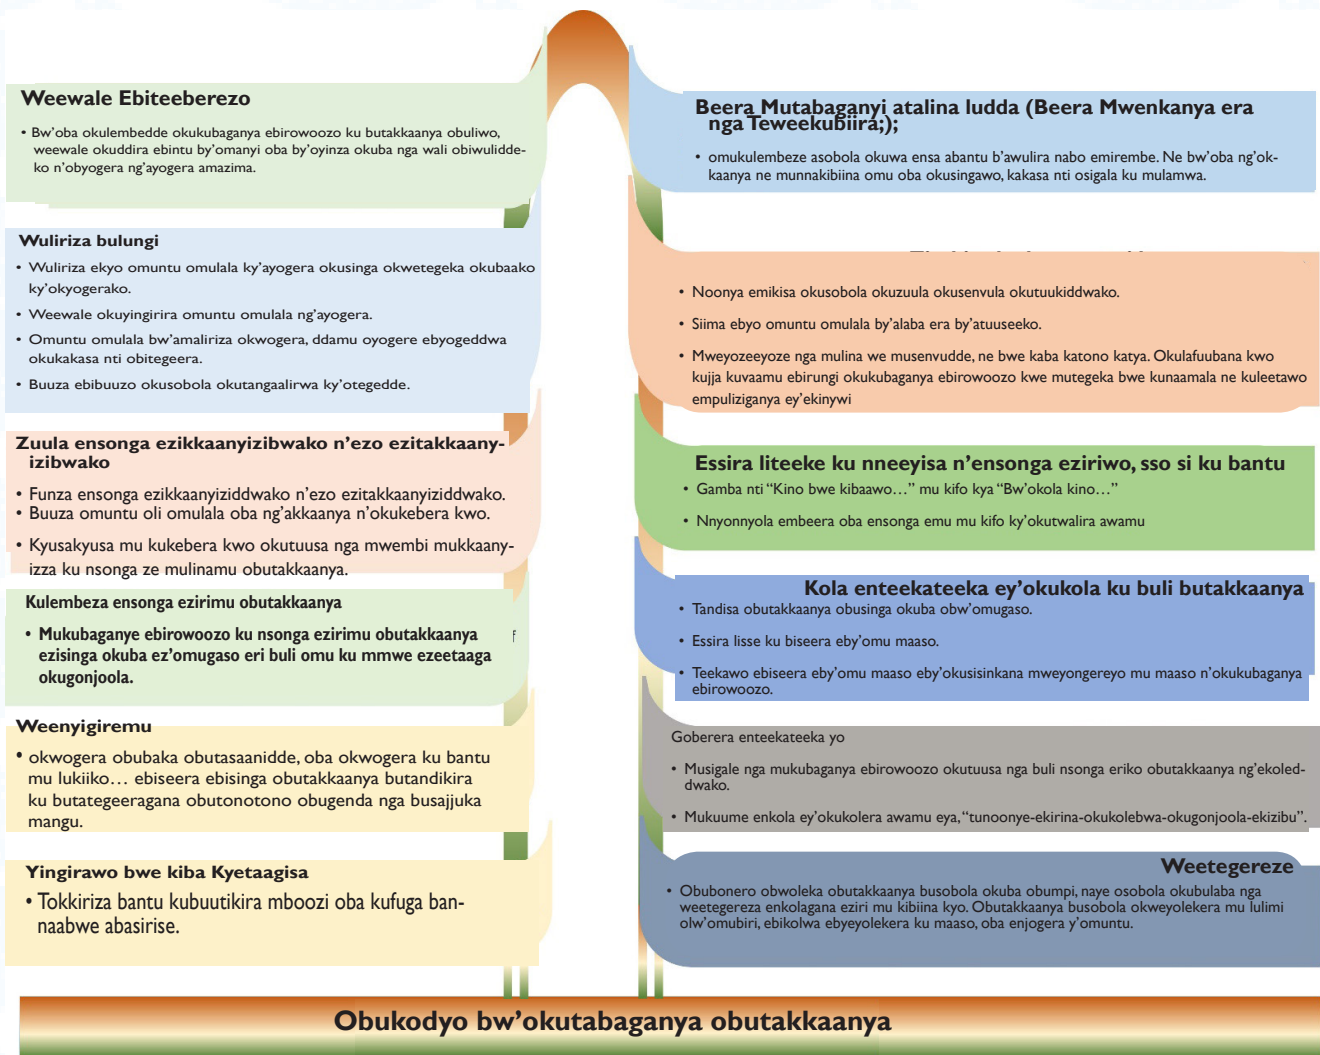 Weewale Ebiteeberezo
• Bw’oba okulembedde okukubaganya ebirowoozo ku butakkaanya obuliwo,
weewale okuddira ebintu by’omanyi oba by’oyinza okuba nga wali obiwulidde-
ko n’obyogera ng’ayogera amazima.
Wuliriza bulungi
• Wuliriza ekyo omuntu omulala ky’ayogera okusinga okwetegeka okubaako
ky’okyogerako.
• Weewale okuyingirira omuntu omulala ng’ayogera.
• Omuntu omulala bw’amaliriza okwogera, ddamu oyogere ebyogeddwa
okukakasa nti obitegeera.
• Buuza ebibuuzo okusobola okutangaalirwa ky’otegedde.
Zuula ensonga ezikkaanyizibwako n’ezo ezitakkaany-
izibwako
• Funza ensonga ezikkaanyiziddwako n’ezo ezitakkaanyiziddwako.
• Buuza omuntu oli omulala oba ng’akkaanya n’okukebera kwo.
• Kyusakyusa mu kukebera kwo okutuusa nga mwembi mukkaany-
izza ku nsonga ze mulinamu obutakkaanya.
Kulembeza ensonga ezirimu obutakkaanya
• Mukubaganye ebirowoozo ku nsonga ezirimu obutakkaanya
ezisinga okuba ez’omugaso eri buli omu ku mmwe ezeetaaga
okugonjoola.
Weenyigiremu
• okwogera obubaka obutasaanidde, oba okwogera ku bantu
mu lukiiko… ebiseera ebisinga obutakkaanya butandikira
ku butategeeragana obutonotono obugenda nga busajjuka
mangu.
Yingirawo bwe kiba Kyetaagisa
• Tokkiriza bantu kubuutikira mboozi oba kufuga ban-
naabwe abasirise.
Beera Mutabaganyi atalina ludda (Beera Mwenkanya era
nga Teweekubiira;);
• omukulembeze asobola okuwa ensa abantu b’awulira nabo emirembe. Ne bw’oba ng’ok-
kaanya ne munnakibiina omu oba okusingawo, kakasa nti osigala ku mulamwa.
• Noonya emikisa okusobola okuzuula okusenvula okutuukiddwako.
• Siima ebyo omuntu omulala by’alaba era by’atuuseeko.
• Mweyozeeyoze nga mulina we musenvudde, ne bwe kaba katono katya. Okulafuubana kwo
kujja kuvaamu ebirungi okukubaganya ebirowoozo kwe mutegeka bwe kunaamala ne kuleetawo
empuliziganya ey’ekinywi
Essira liteeke ku nneeyisa n’ensonga eziriwo, sso si ku bantu
• Gamba nti “Kino bwe kibaawo…” mu kifo kya “Bw’okola kino…”
• Nnyonnyola embeera oba ensonga emu mu kifo ky’okutwalira awamu
Kola enteekateeka ey’okukola ku buli butakkaanya
• Tandisa obutakkaanya obusinga okuba obw’omugaso.
• Essira lisse ku biseera eby’omu maaso.
• Teekawo ebiseera eby’omu maaso eby’okusisinkana mweyongereyo mu maaso n’okukubaganya
ebirowoozo.
Goberera enteekateeka yo
• Musigale nga mukubaganya ebirowoozo okutuusa nga buli nsonga eriko obutakkaanya ng’ekoled-
dwako.
• Mukuume enkola ey’okukolera awamu eya, “tunoonye-ekirina-okukolebwa-okugonjoola-ekizibu”.
Weetegereze
• Obubonero obwoleka obutakkaanya busobola okuba obumpi, naye osobola okubulaba nga
weetegereza enkolagana eziri mu kibiina kyo. Obutakkaanya busobola okweyolekera mu lulimi
olw’omubiri, ebikolwa ebyeyolekera ku maaso, oba enjogera y’omuntu.
Obukodyo bw’okutabaganya obutakkaanya